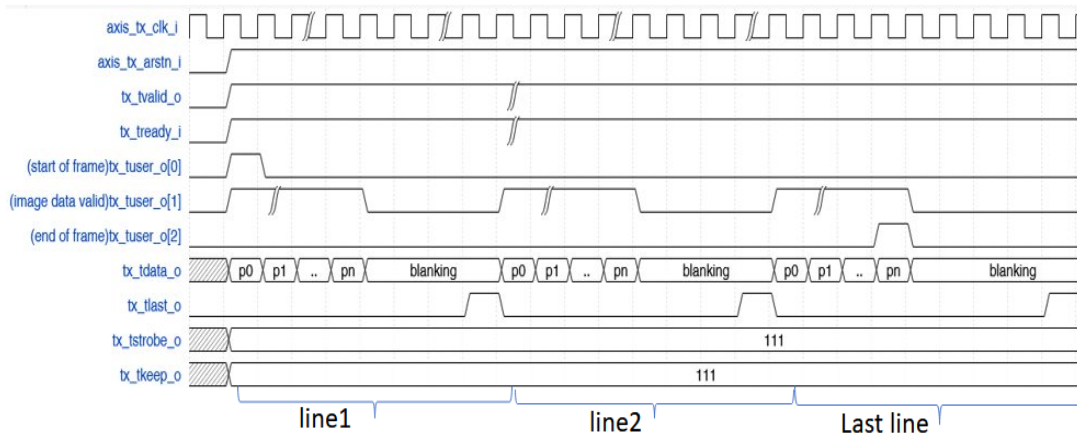 axis_tx_clk_i
axis_tx_arstn_i
tx_tvalid_o
tx_tready_i
(start of frame)tx_tuser_o[0]
(image data valid)tx_tuser_o[1]
(end of frame)tx_tuser_o[2]
tx_tdata_o p0 p1 .. pn blanking p0 p1 .. pn blanking p0 p1 .. pn blanking
tx_tlast_o
tx_tstrobe_o 111
tx_tkeep_o 111
line1 line2 Last line